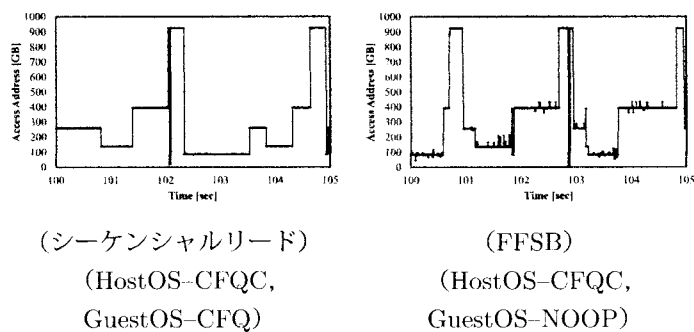 Access Address [GB]
1000
900
800
700
600
500
400
300
200
100
0
100 101 102 103 104 105
Time [sec]
Access Address [GB]
1000
900
800
700
600
500
400
300
200
100
0
100 101 102 103 104 105
Time [sec]
(シーケンシャルリード)
(HostOS–CFQC,
GuestOS–CFQ)
(FFSB)
(HostOS–CFQC,
GuestOS–NOOP)